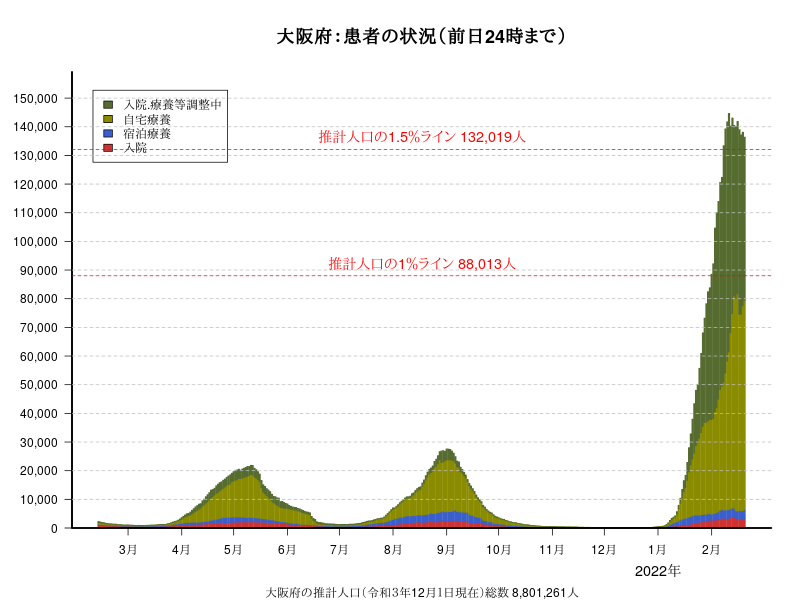 大阪府：患者の状況（前日24時まで）
150,000
140,000
130,000
120,000
110,000
100,000
90,000
80,000
70,000
60,000
50,000
40,000
30,000
20,000
10,000
0
入院.療養等調整中
自宅療養
宿泊療養
入院
推計人口の1.5%ライン 132,019人
推計人口の1%ライン 88,013人
3月 4月 5月 6月 7月 8月 9月 10月 11月 12月 1月 2月
2022年
大阪府の推計人口（令和3年12月1日現在）総数 8,801,261人